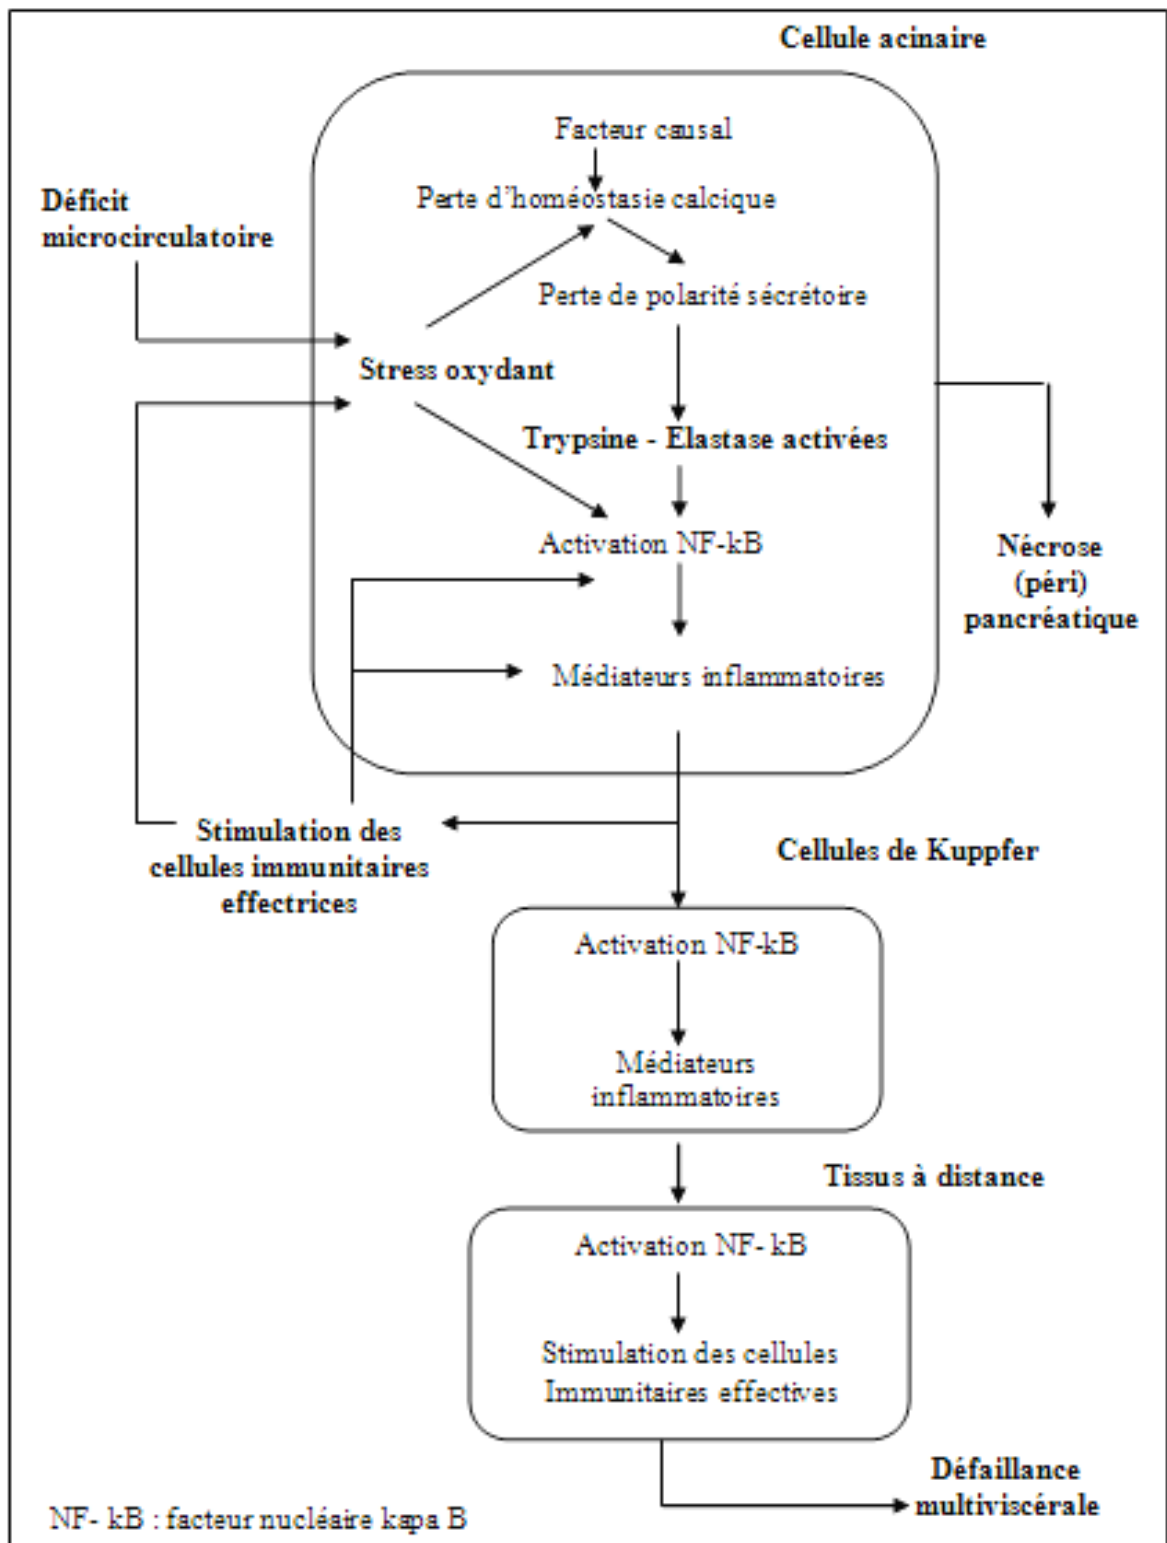 Cellule acinaire
Facteur causal
Perte d'homéostasie calcique
Déficit
microcirculatoire
Perte de polarité sécrétoire
Stress oxydant
Trypsine - Elastase activées
Activation NF-kB
Nécrose
(péri)
pancréatique
Médiateurs inflammatoires
Stimulation des
cellules immunitaires
effectrices
Cellules de Kuppfer
Activation NF-kB
Médiateurs
inflammatoires
Tissus à distance
Activation NF- kB
Stimulation des cellules
Immunitaires effectives
Défaillance
multiviscérale
NF- kB : facteur nucléaire kapa B